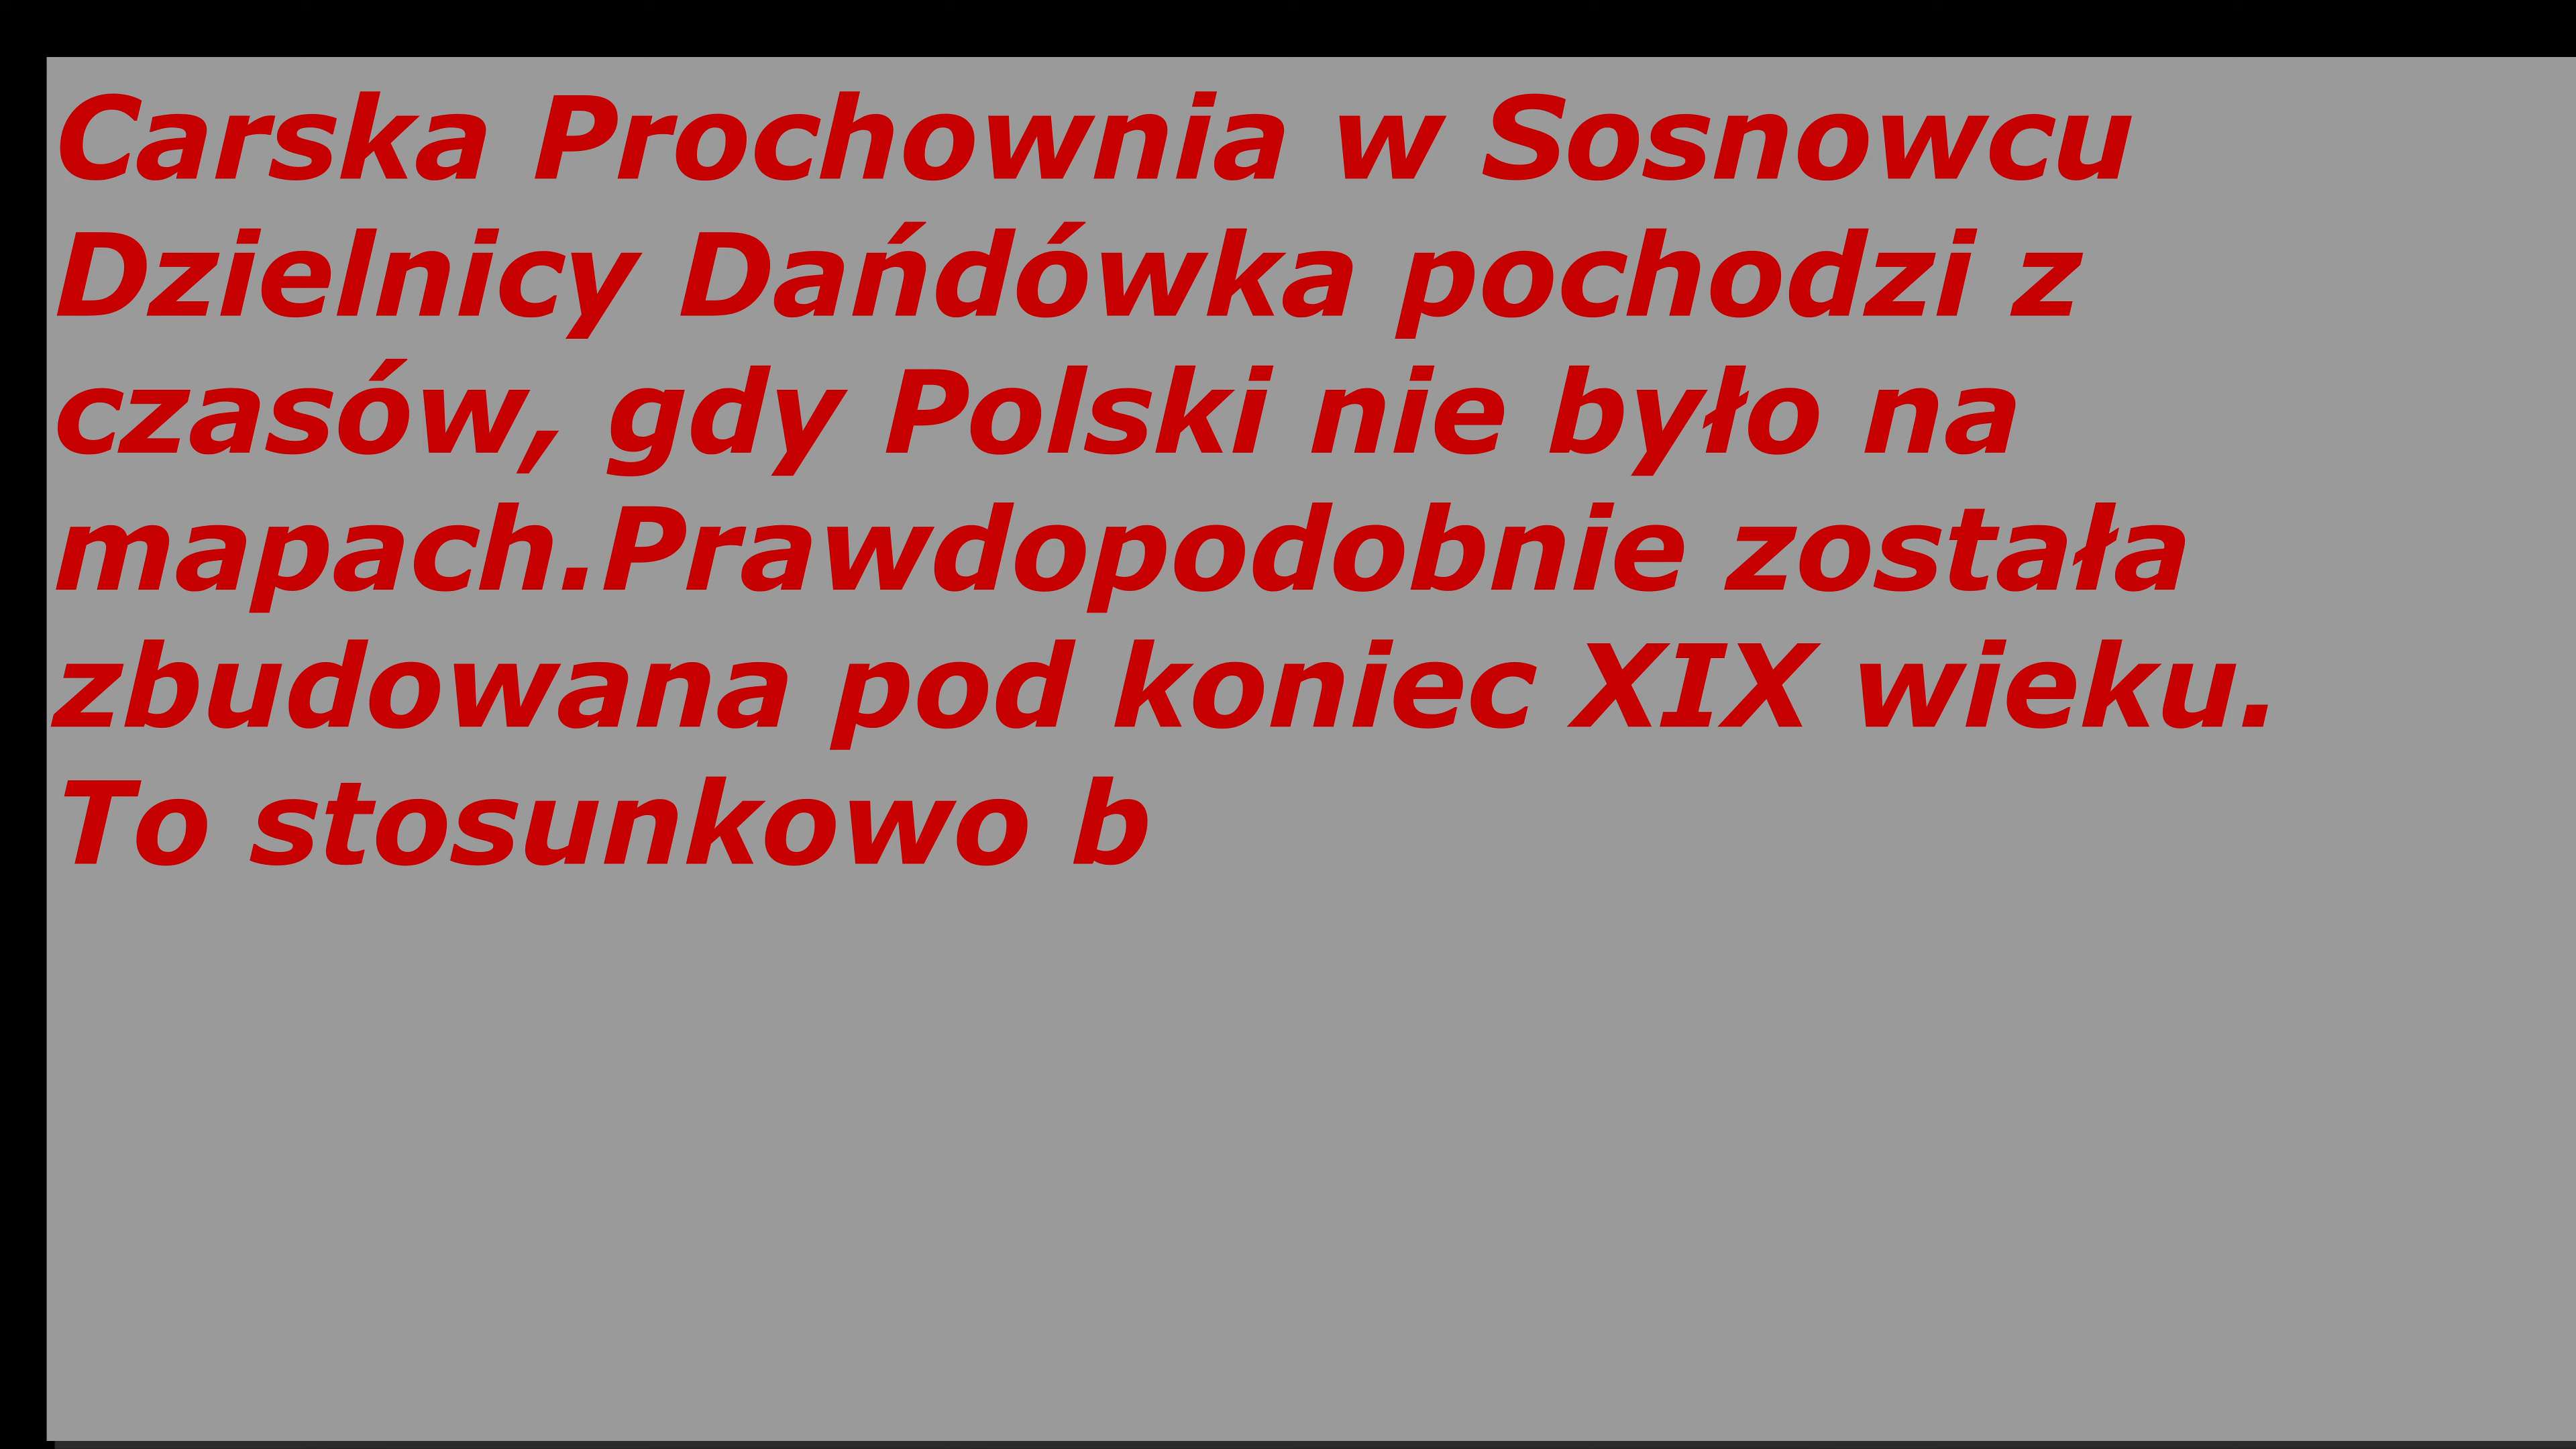 Carska Prochownia w Sosnowcu
Dzielnicy Dańdówka pochodzi z
czasów, gdy Polski nie było na
mapach.Prawdopodobnie została
zbudowana pod koniec XIX wieku.
To stosunkowo b